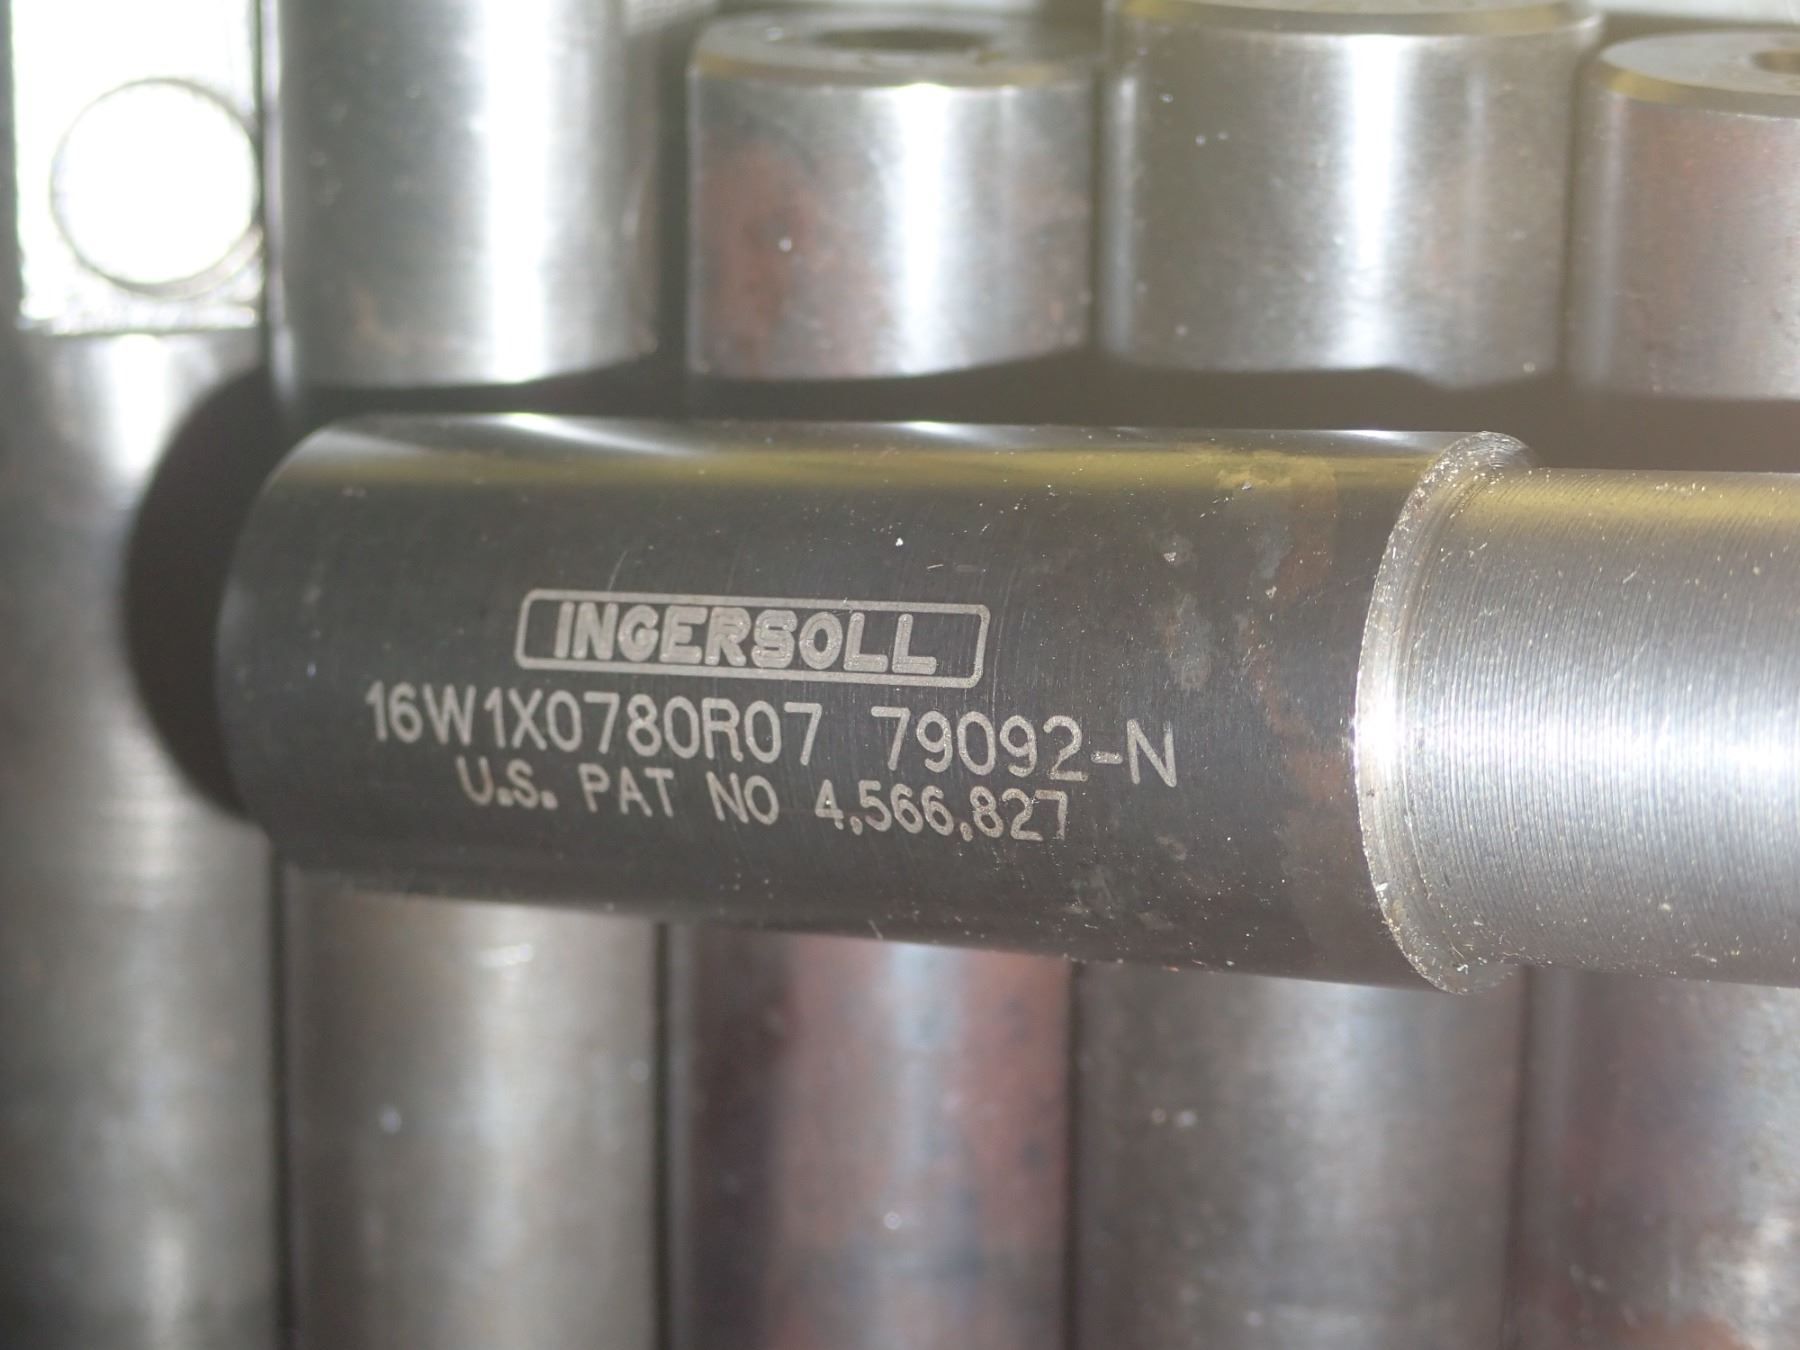 INGERSOLL
16W1X0780R07 79092-N
U.S. PAT NO 4,566,827